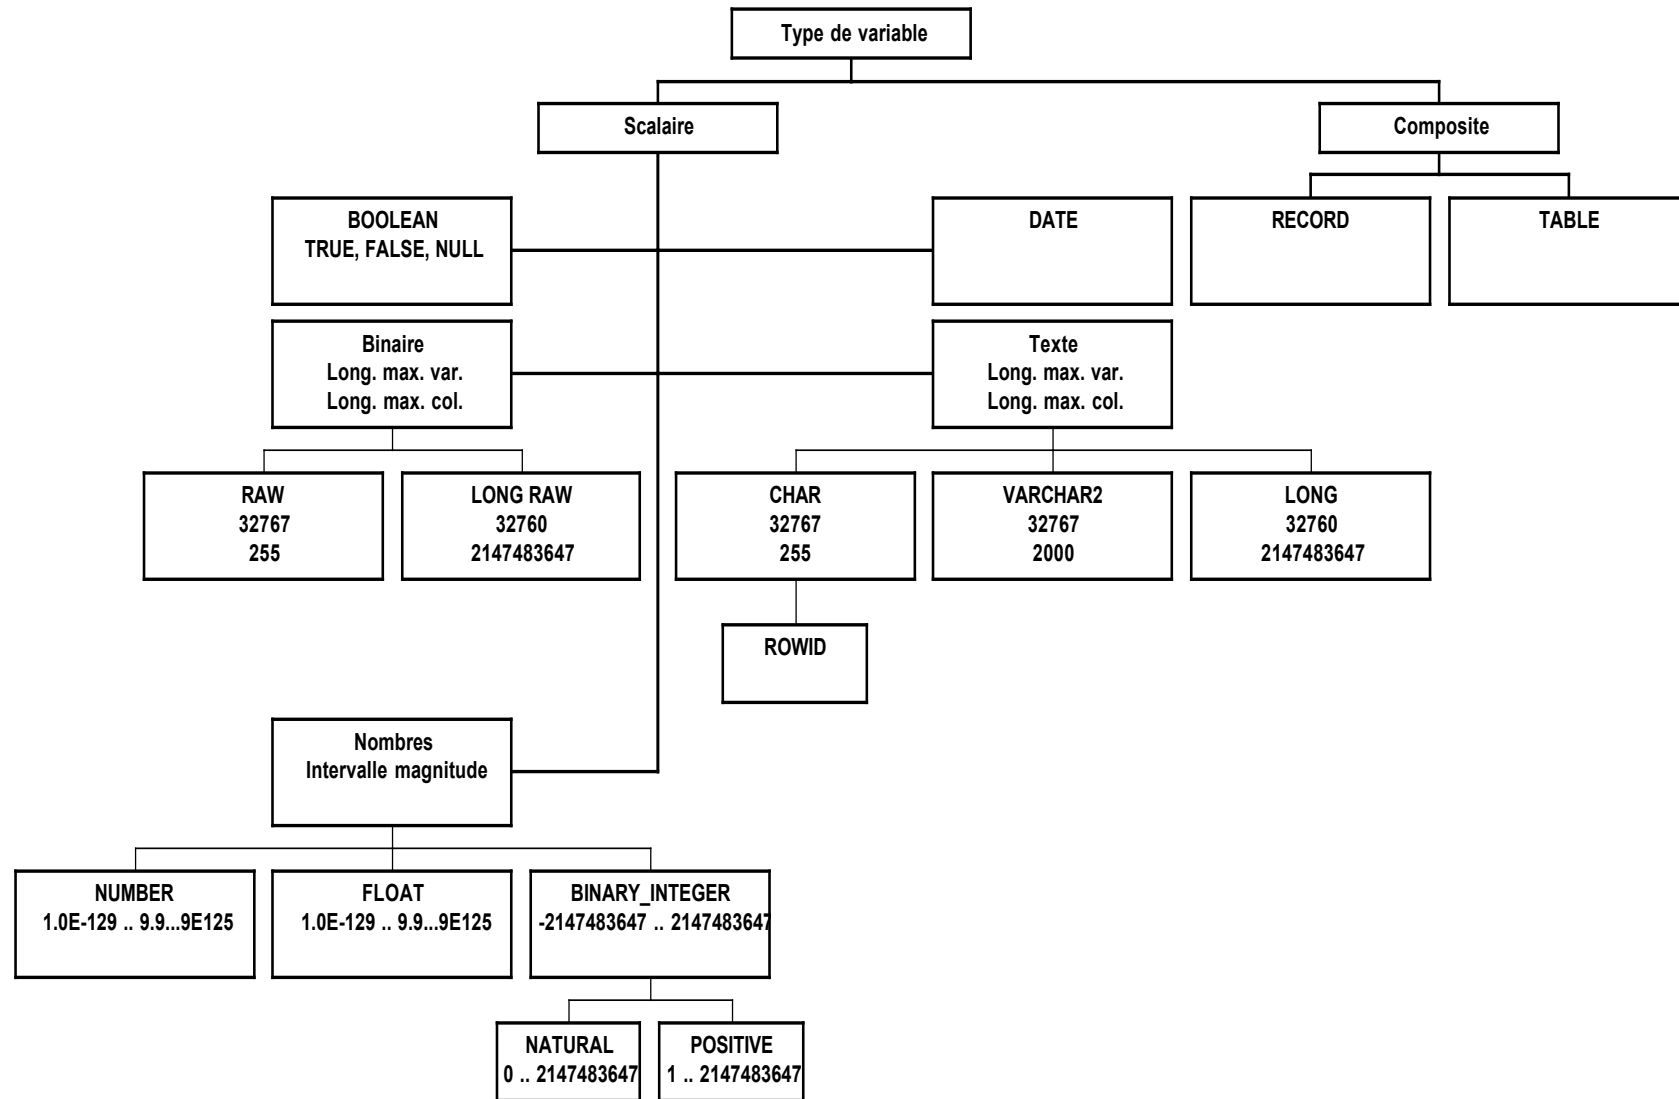 Type de variable
Scalaire
Composite
BOOLEAN
TRUE, FALSE, NULL
DATE
RECORD
TABLE
Binaire
Long. max. var.
Long. max. col.
Texte
Long. max. var.
Long. max. col.
RAW
32767
255
LONG RAW
32760
2147483647
CHAR
32767
255
VARCHAR2
32767
2000
LONG
32760
2147483647
ROWID
Nombres
Intervalle magnitude
NUMBER
1.0E-129 .. 9.9...9E125
FLOAT
1.0E-129 .. 9.9...9E125
BINARY_INTEGER
-2147483647 .. 2147483647
NATURAL
0 .. 2147483647
POSITIVE
1 .. 2147483647